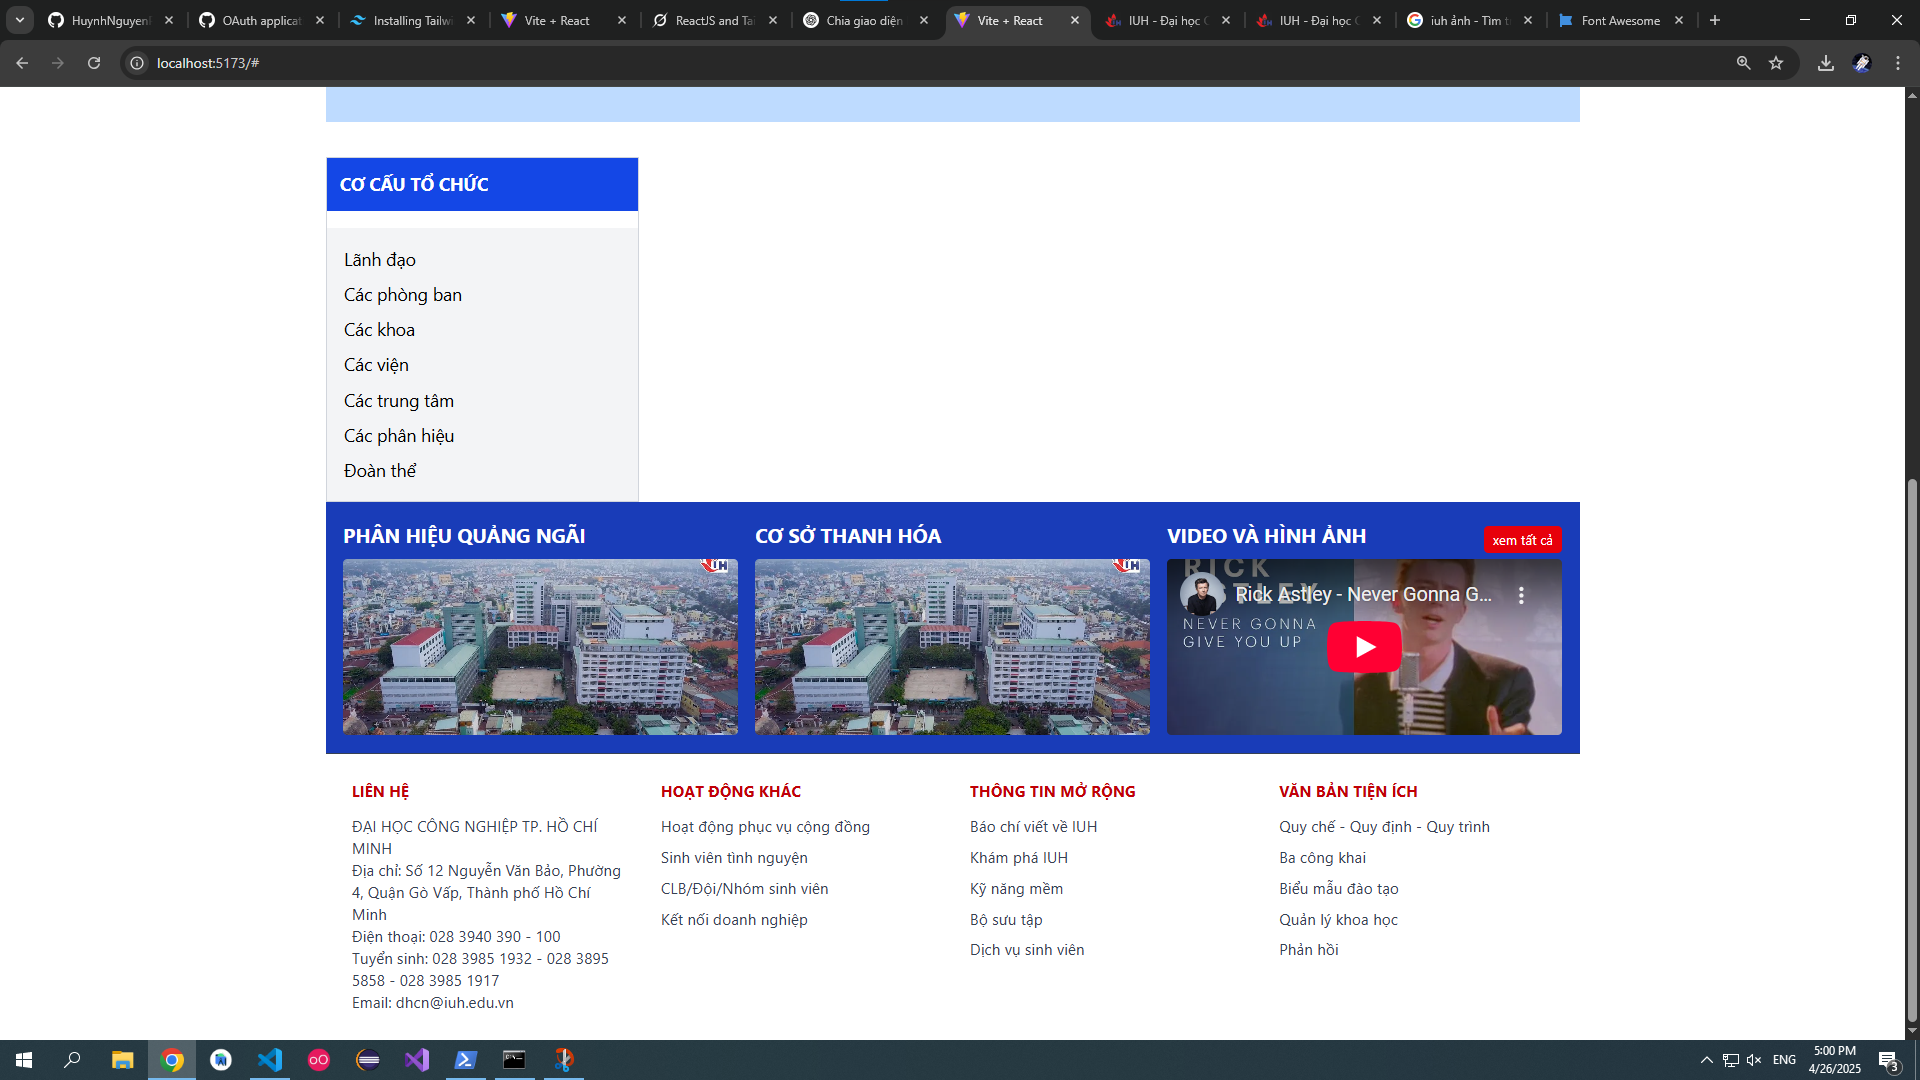 HuynhNguyen
OAuth applicat
Installing Tailwi
Vite + React
ReactJS and Tai
Chia giao diện
Vite + React
IUH - Đại học C
IUH - Đại học C
iuh ảnh - Tìm t
Font Awesome
localhost:5173/#
CƠ CẤU TỔ CHỨC
Lãnh đạo
Các phòng ban
Các khoa
Các viện
Các trung tâm
Các phân hiệu
Đoàn thể
PHÂN HIỆU QUẢNG NGÃI
CƠ SỞ THANH HÓA
VIDEO VÀ HÌNH ẢNH
xem tất cả
Rick Astley - Never Gonna G...
RICK
NEVER GONNA
GIVE YOU UP
LIÊN HỆ
ĐẠI HỌC CÔNG NGHIỆP TP. HỒ CHÍ
MINH
Địa chỉ: Số 12 Nguyễn Văn Bảo, Phường
4, Quận Gò Vấp, Thành phố Hồ Chí
Minh
Điện thoại: 028 3940 390 - 100
Tuyển sinh: 028 3985 1932 - 028 3895
5858 - 028 3985 1917
Email: dhcn@iuh.edu.vn
HOẠT ĐỘNG KHÁC
Hoạt động phục vụ cộng đồng
Sinh viên tình nguyện
CLB/Đội/Nhóm sinh viên
Kết nối doanh nghiệp
THÔNG TIN MỞ RỘNG
Báo chí viết về IUH
Khám phá IUH
Kỹ năng mềm
Bộ sưu tập
Dịch vụ sinh viên
VĂN BẢN TIỆN ÍCH
Quy chế - Quy định - Quy trình
Ba công khai
Biểu mẫu đào tạo
Quản lý khoa học
Phản hồi
ENG
5:00 PM
4/26/2025
3